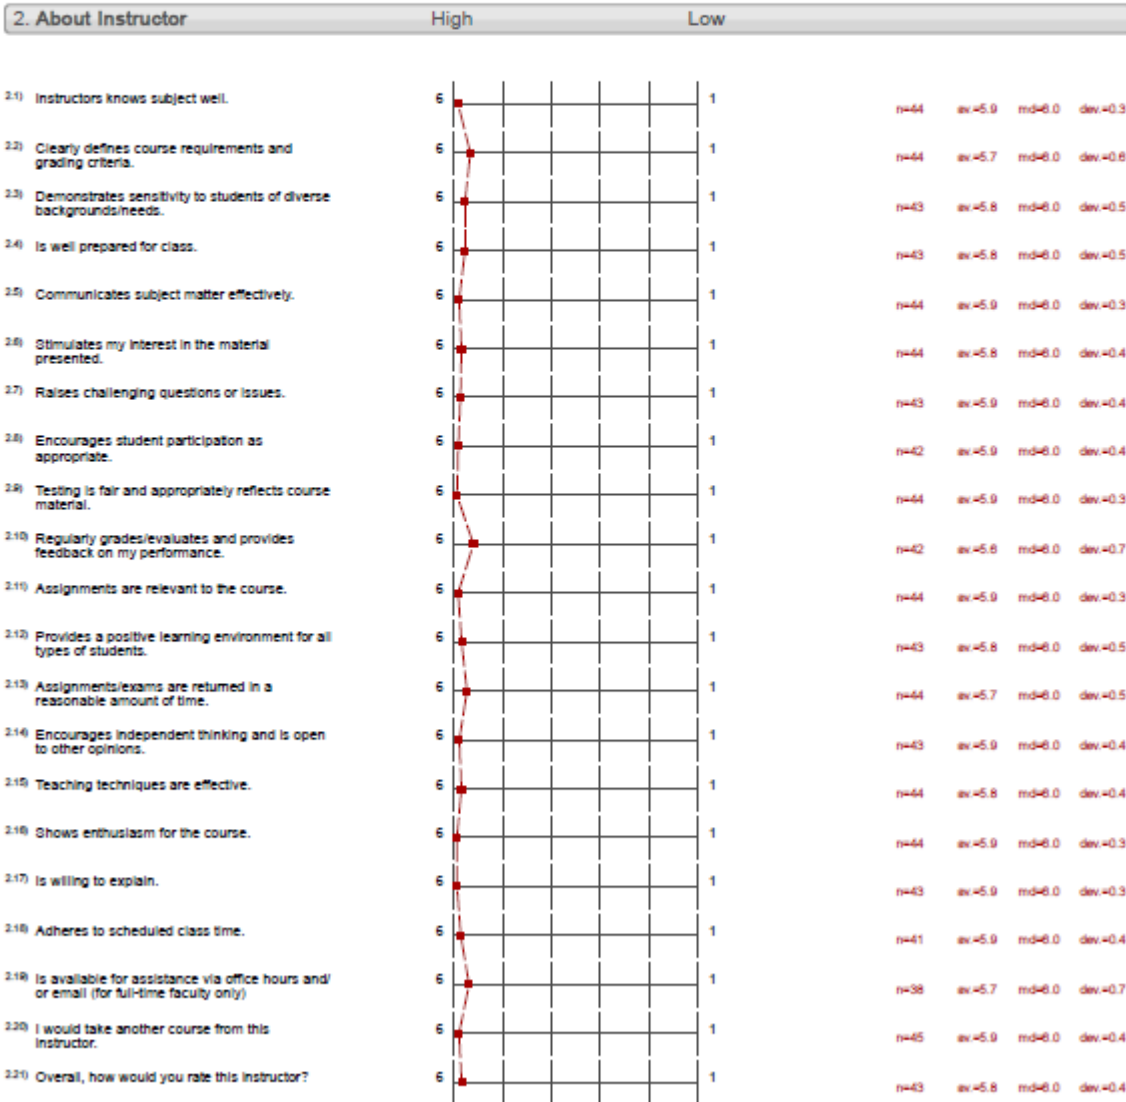 2. About Instructor High Low
2.1) Instructors knows subject well. 6 1 n=44 av.=5.9 md=6.0 dev.=0.3
2.2) Clearly defines course requirements and
grading criteria. 6 1 n=44 av.=5.7 md=6.0 dev.=0.6
2.3) Demonstrates sensitivity to students of diverse
backgrounds/needs. 6 1 n=43 av.=5.8 md=6.0 dev.=0.5
2.4) Is well prepared for class. 6 1 n=43 av.=5.8 md=6.0 dev.=0.5
2.5) Communicates subject matter effectively. 6 1 n=44 av.=5.9 md=6.0 dev.=0.3
2.6) Stimulates my interest in the material
presented. 6 1 n=44 av.=5.8 md=6.0 dev.=0.4
2.7) Raises challenging questions or issues. 6 1 n=43 av.=5.9 md=6.0 dev.=0.4
2.8) Encourages student participation as
appropriate. 6 1 n=42 av.=5.9 md=6.0 dev.=0.4
2.9) Testing is fair and appropriately reflects course
material. 6 1 n=44 av.=5.9 md=6.0 dev.=0.3
2.10) Regularly grades/evaluates and provides
feedback on my performance. 6 1 n=42 av.=5.6 md=6.0 dev.=0.7
2.11) Assignments are relevant to the course. 6 1 n=44 av.=5.9 md=6.0 dev.=0.3
2.12) Provides a positive learning environment for all
types of students. 6 1 n=43 av.=5.8 md=6.0 dev.=0.5
2.13) Assignments/exams are returned in a
reasonable amount of time. 6 1 n=44 av.=5.7 md=6.0 dev.=0.5
2.14) Encourages independent thinking and is open
to other opinions. 6 1 n=43 av.=5.9 md=6.0 dev.=0.4
2.15) Teaching techniques are effective. 6 1 n=44 av.=5.8 md=6.0 dev.=0.4
2.16) Shows enthusiasm for the course. 6 1 n=44 av.=5.9 md=6.0 dev.=0.3
2.17) Is willing to explain. 6 1 n=43 av.=5.9 md=6.0 dev.=0.3
2.18) Adheres to scheduled class time. 6 1 n=41 av.=5.9 md=6.0 dev.=0.4
2.19) Is available for assistance via office hours and/
or email (for full-time faculty only) 6 1 n=38 av.=5.7 md=6.0 dev.=0.7
2.20) I would take another course from this
instructor. 6 1 n=45 av.=5.9 md=6.0 dev.=0.4
2.21) Overall, how would you rate this instructor? 6 1 n=43 av.=5.8 md=6.0 dev.=0.4